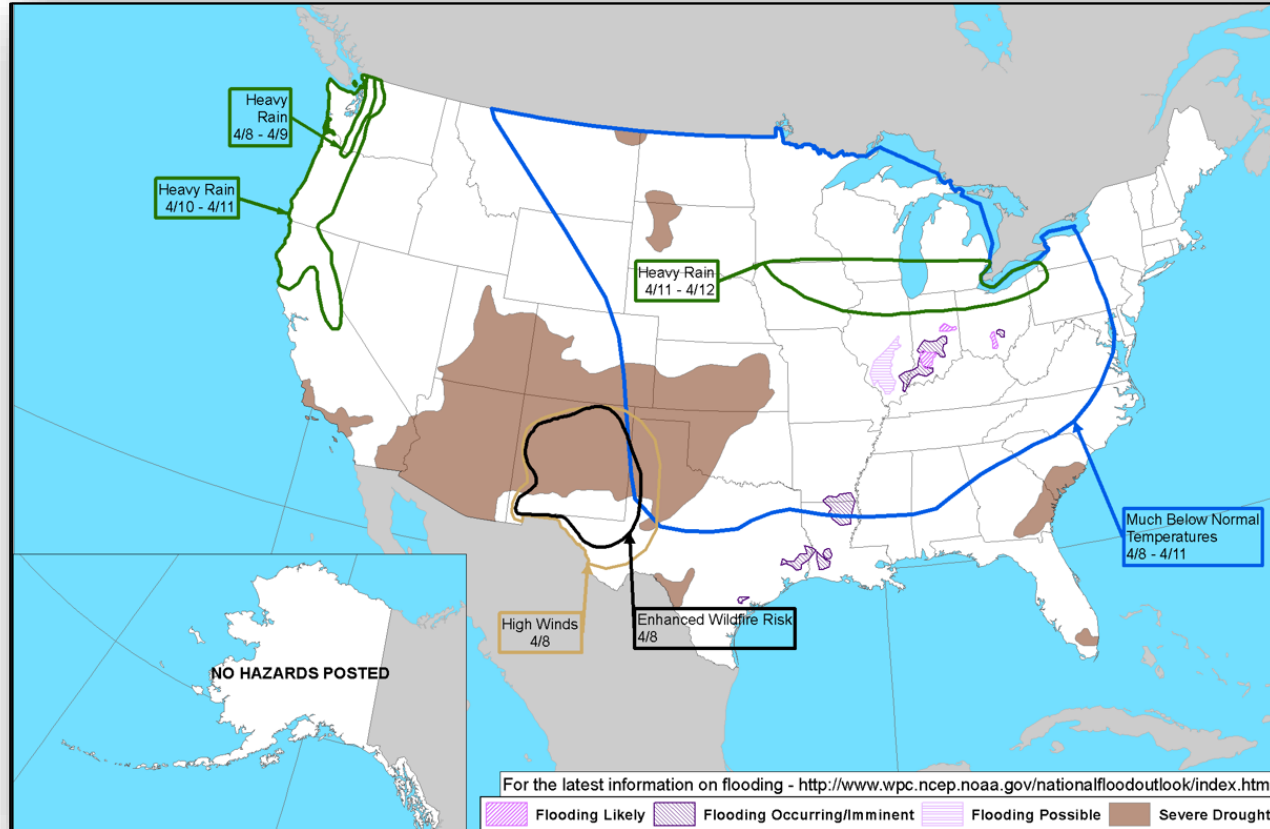 Heavy
Rain
4/8 - 4/9
Heavy Rain
4/10 - 4/11
Heavy Rain
4/11 - 4/12
Much Below Normal
Temperatures
4/8 - 4/11
High Winds
4/8
Enhanced Wildfire Risk
4/8
NO HAZARDS POSTED
For the latest information on flooding - http://www.wpc.ncep.noaa.gov/nationalfloodoutlook/index.htm
Flooding Likely
Flooding Occurring/Imminent
Flooding Possible
Severe Drought